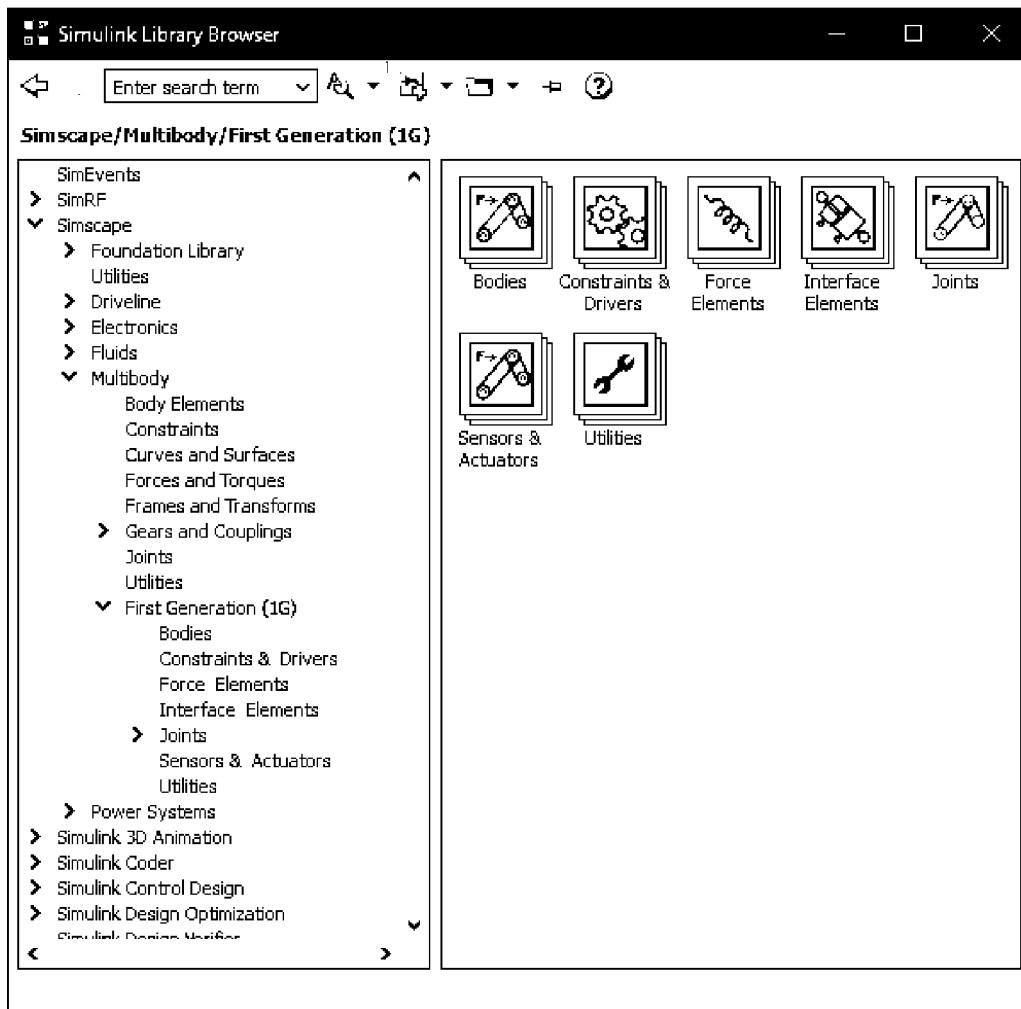 Simulink Library Browser
Enter search term
Simscape/Multibody/First Generation (1G)
SimEvents
SimRF
Simscape
Foundation Library
Utilities
Driveline
Electronics
Fluids
Multibody
Body Elements
Constraints
Curves and Surfaces
Forces and Torques
Frames and Transforms
Gears and Couplings
Joints
Utilities
First Generation (1G)
Bodies
Constraints & Drivers
Force Elements
Interface Elements
Joints
Sensors & Actuators
Utilities
Power Systems
Simulink 3D Animation
Simulink Coder
Simulink Control Design
Simulink Design Optimization
Simulink Design Verifier
Bodies
Constraints &
Drivers
Force
Elements
Interface
Elements
Joints
Sensors &
Actuators
Utilities